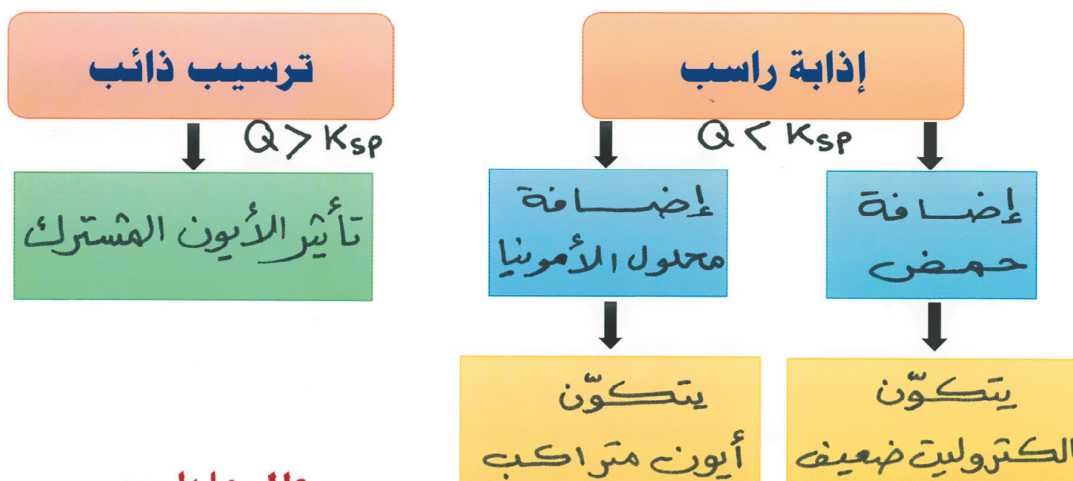 إذابة راسب
ترسيب ذائب
Q < Ksp
Q > Ksp
إضافة
حمض
إضافة
محلول الأمونيا
تأثير الأيون المشترك
يتكوّن
الكتروليت ضعيف
يتكوّن
أيون متراكب